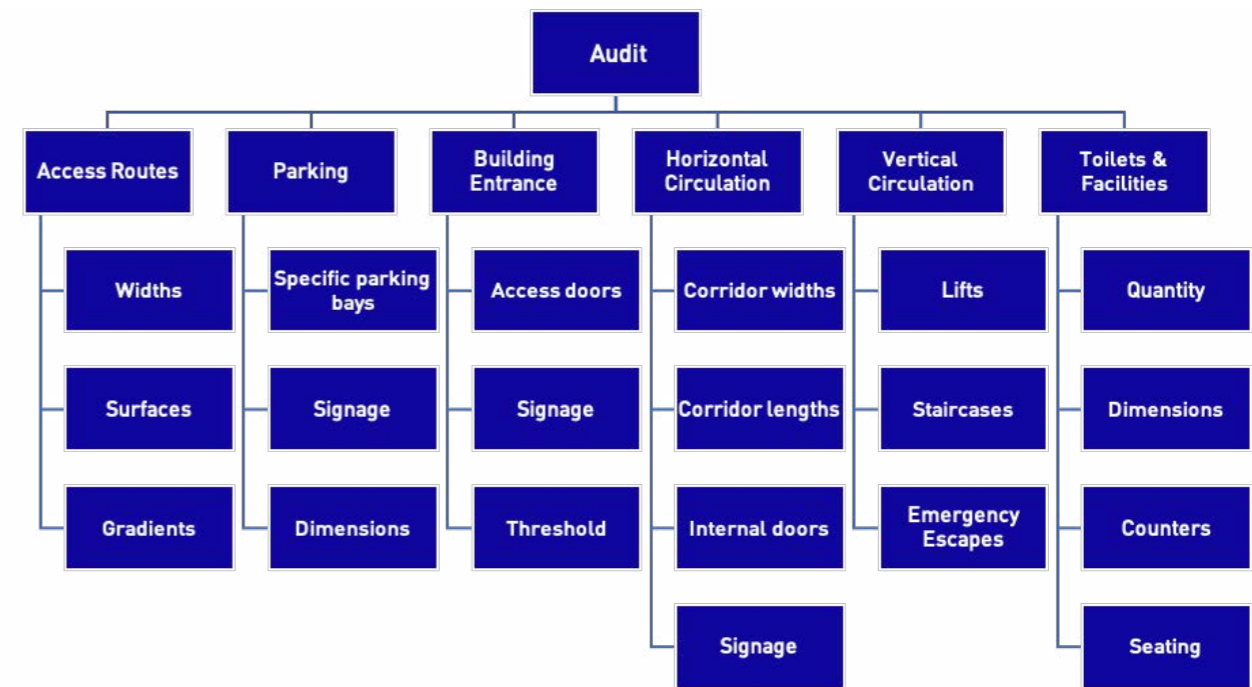 Audit
Access Routes
Parking
Building
Entrance
Horizontal
Circulation
Vertical
Circulation
Toilets &
Facilities
Widths
Specific parking
bays
Access doors
Corridor widths
Lifts
Quantity
Surfaces
Signage
Signage
Corridor lengths
Staircases
Dimensions
Gradients
Dimensions
Threshold
Internal doors
Emergency
Escapes
Counters
Signage
Seating